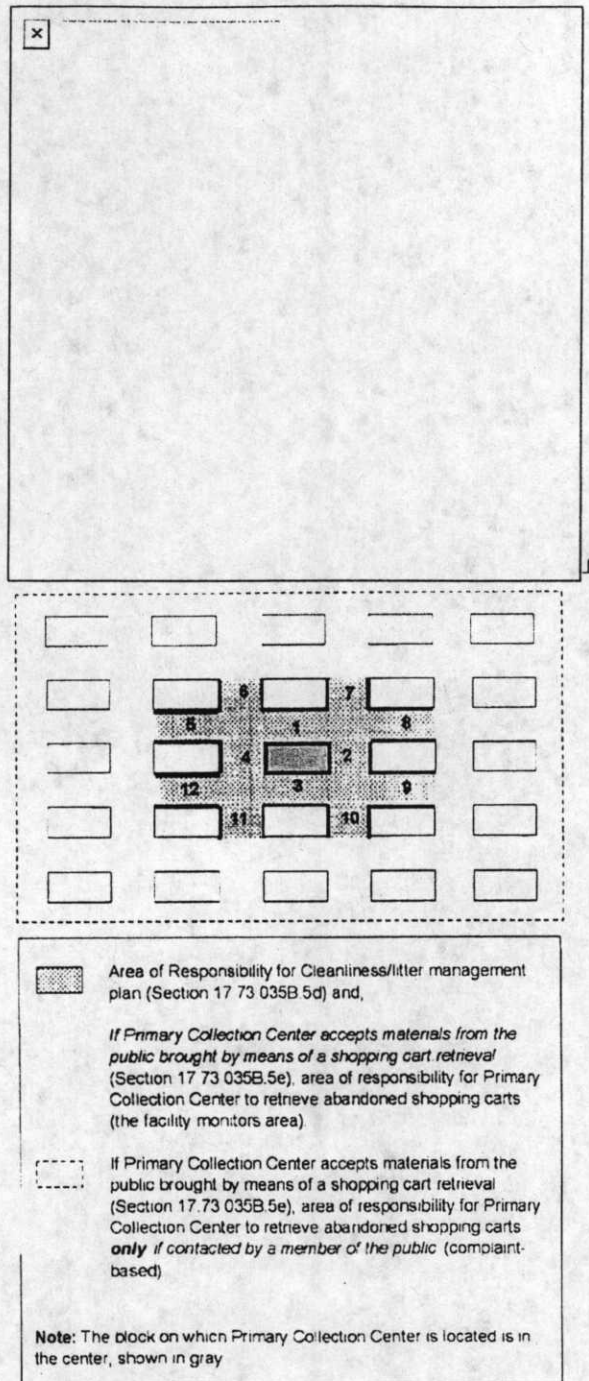 6 7
5 1 8
4 2
12 3 9
11 10
Area of Responsibility for Cleanliness/litter management
plan (Section 17 73 035B 5d) and,
If Primary Collection Center accepts materials from the
public brought by means of a shopping cart retrieval
(Section 17 73 035B.5e), area of responsibility for Primary
Collection Center to retrieve abandoned shopping carts
(the facility monitors area)
If Primary Collection Center accepts materials from the
public brought by means of a shopping cart retrieval
(Section 17.73 035B.5e), area of responsibility for Primary
Collection Center to retrieve abandoned shopping carts
only if contacted by a member of the public (complaint-
based)
Note: The block on which Primary Collection Center is located is in
the center, shown in gray